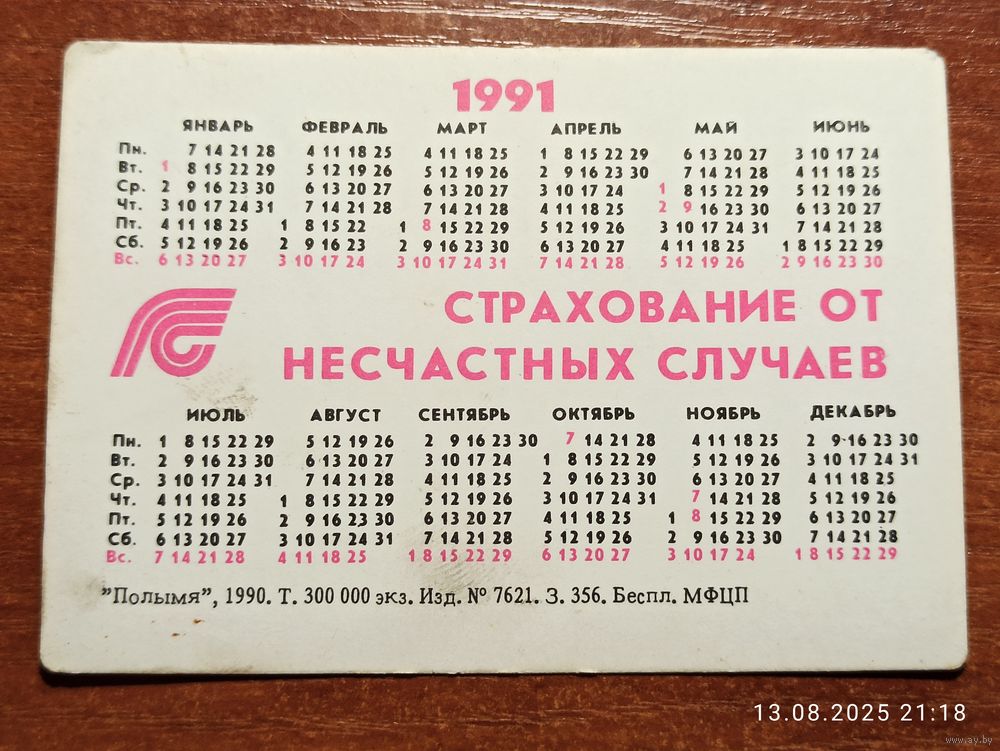 1991
ЯНВАРЬ ФЕВРАЛЬ МАРТ АПРЕЛЬ МАЙ ИЮНЬ
Пн. 7 14 21 28 4 11 18 25 4 11 18 25 1 8 15 22 29 6 13 20 27 3 10 17 24
Вт. 1 8 15 22 29 5 12 19 26 5 12 19 26 2 9 16 23 30 7 14 21 28 4 11 18 25
Ср. 2 9 16 23 30 6 13 20 27 6 13 20 27 3 10 17 24 1 8 15 22 29 5 12 19 26
Чт. 3 10 17 24 31 7 14 21 28 7 14 21 28 4 11 18 25 2 9 16 23 30 6 13 20 27
Пт. 4 11 18 25 1 8 15 22 1 8 15 22 29 5 12 19 26 3 10 17 24 31 7 14 21 28
Сб. 5 12 19 26 2 9 16 23 2 9 16 23 30 6 13 20 27 4 11 18 25 1 8 15 22 29
Вс. 6 13 20 27 3 10 17 24 3 10 17 24 31 7 14 21 28 5 12 19 26 2 9 16 23 30
СТРАХОВАНИЕ ОТ
НЕСЧАСТНЫХ СЛУЧАЕВ
ИЮЛЬ АВГУСТ СЕНТЯБРЬ ОКТЯБРЬ НОЯБРЬ ДЕКАБРЬ
Пн. 1 8 15 22 29 5 12 19 26 2 9 16 23 30 7 14 21 28 4 11 18 25 2 9 16 23 30
Вт. 2 9 16 23 30 6 13 20 27 3 10 17 24 1 8 15 22 29 5 12 19 26 3 10 17 24 31
Ср. 3 10 17 24 31 7 14 21 28 4 11 18 25 2 9 16 23 30 6 13 20 27 4 11 18 25
Чт. 4 11 18 25 1 8 15 22 29 5 12 19 26 3 10 17 24 31 7 14 21 28 5 12 19 26
Пт. 5 12 19 26 2 9 16 23 30 6 13 20 27 4 11 18 25 1 8 15 22 29 6 13 20 27
Сб. 6 13 20 27 3 10 17 24 31 7 14 21 28 5 12 19 26 2 9 16 23 30 7 14 21 28
Вс. 7 14 21 28 4 11 18 25 1 8 15 22 29 6 13 20 27 3 10 17 24 1 8 15 22 29
"Полымя", 1990. Т. 300 000 экз. Изд. № 7621. З. 356. Беспл. МФЦП
13.08.2025 21:18
www.ay.by